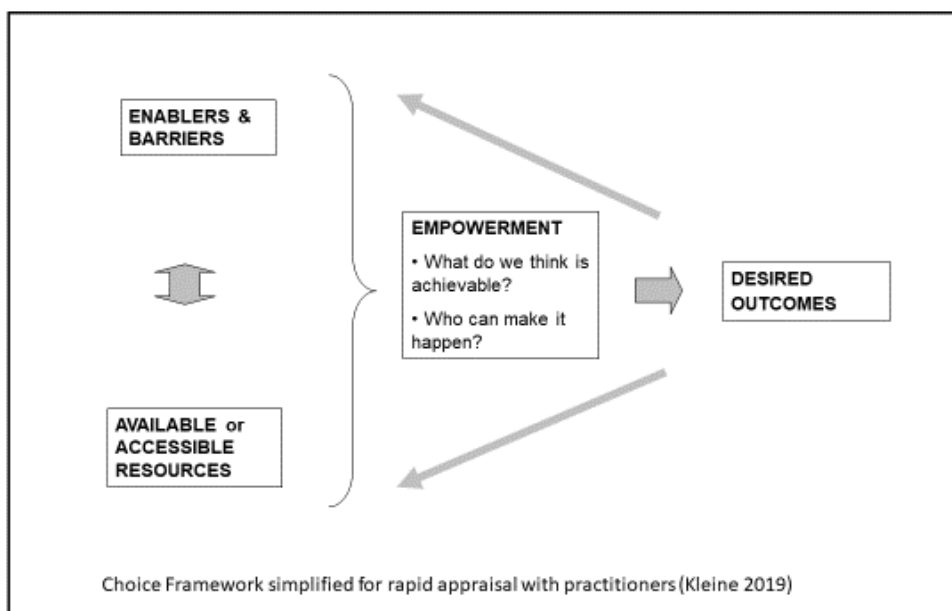 ENABLERS &
BARRIERS
EMPOWERMENT
• What do we think is
achievable?
• Who can make it
happen?
DESIRED
OUTCOMES
AVAILABLE or
ACCESSIBLE
RESOURCES
Choice Framework simplified for rapid appraisal with practitioners (Kleine 2019)